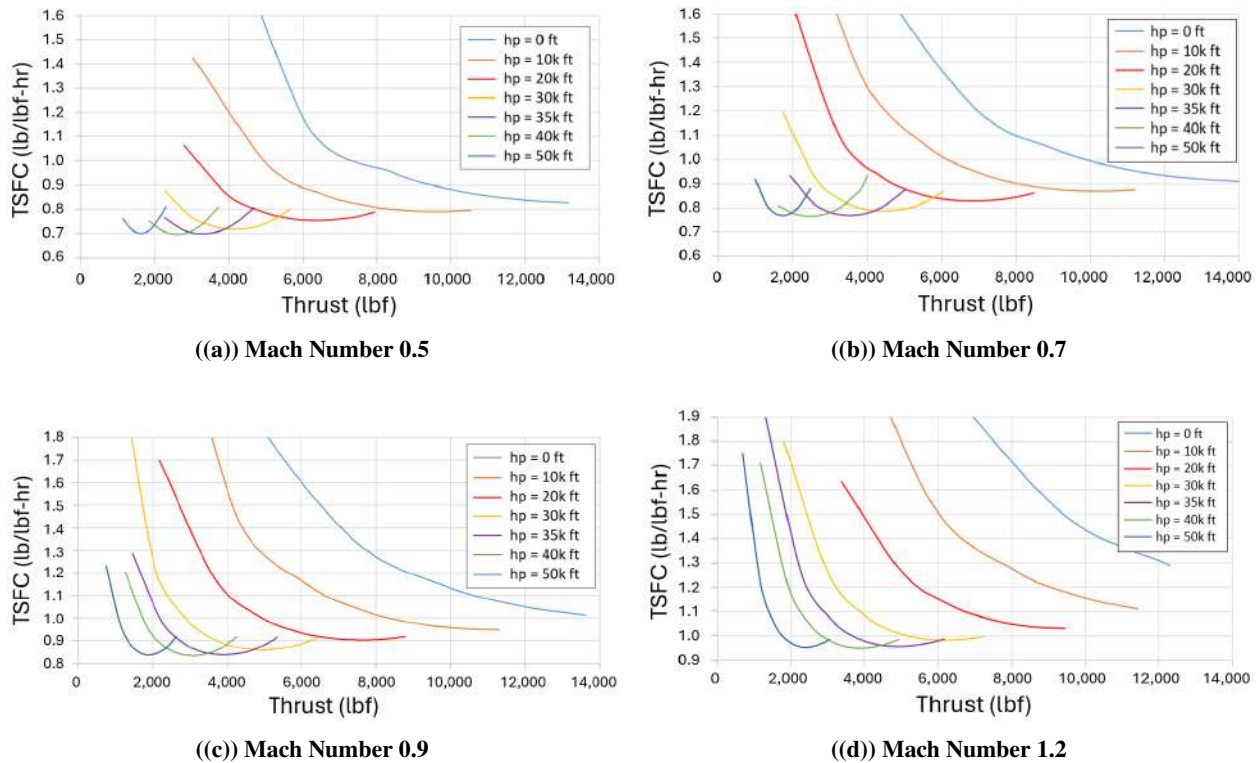 TSFC (lb/lbf-hr)
1.6
1.5
1.4
1.3
1.2
1.1
1.0
0.9
0.8
0.7
0.6
0 2,000 4,000 6,000 8,000 10,000 12,000 14,000
Thrust (lbf)
hp = 0 ft
hp = 10k ft
hp = 20k ft
hp = 30k ft
hp = 35k ft
hp = 40k ft
hp = 50k ft
((a)) Mach Number 0.5
TSFC (lb/lbf-hr)
1.6
1.5
1.4
1.3
1.2
1.1
1.0
0.9
0.8
0.7
0.6
0 2,000 4,000 6,000 8,000 10,000 12,000 14,000
Thrust (lbf)
hp = 0 ft
hp = 10k ft
hp = 20k ft
hp = 30k ft
hp = 35k ft
hp = 40k ft
hp = 50k ft
((b)) Mach Number 0.7
TSFC (lb/lbf-hr)
1.8
1.7
1.6
1.5
1.4
1.3
1.2
1.1
1.0
0.9
0.8
0 2,000 4,000 6,000 8,000 10,000 12,000 14,000
Thrust (lbf)
hp = 0 ft
hp = 10k ft
hp = 20k ft
hp = 30k ft
hp = 35k ft
hp = 40k ft
hp = 50k ft
((c)) Mach Number 0.9
TSFC (lb/lbf-hr)
1.9
1.8
1.7
1.6
1.5
1.4
1.3
1.2
1.1
1.0
0.9
0 2,000 4,000 6,000 8,000 10,000 12,000 14,000
Thrust (lbf)
hp = 0 ft
hp = 10k ft
hp = 20k ft
hp = 30k ft
hp = 35k ft
hp = 40k ft
hp = 50k ft
((d)) Mach Number 1.2